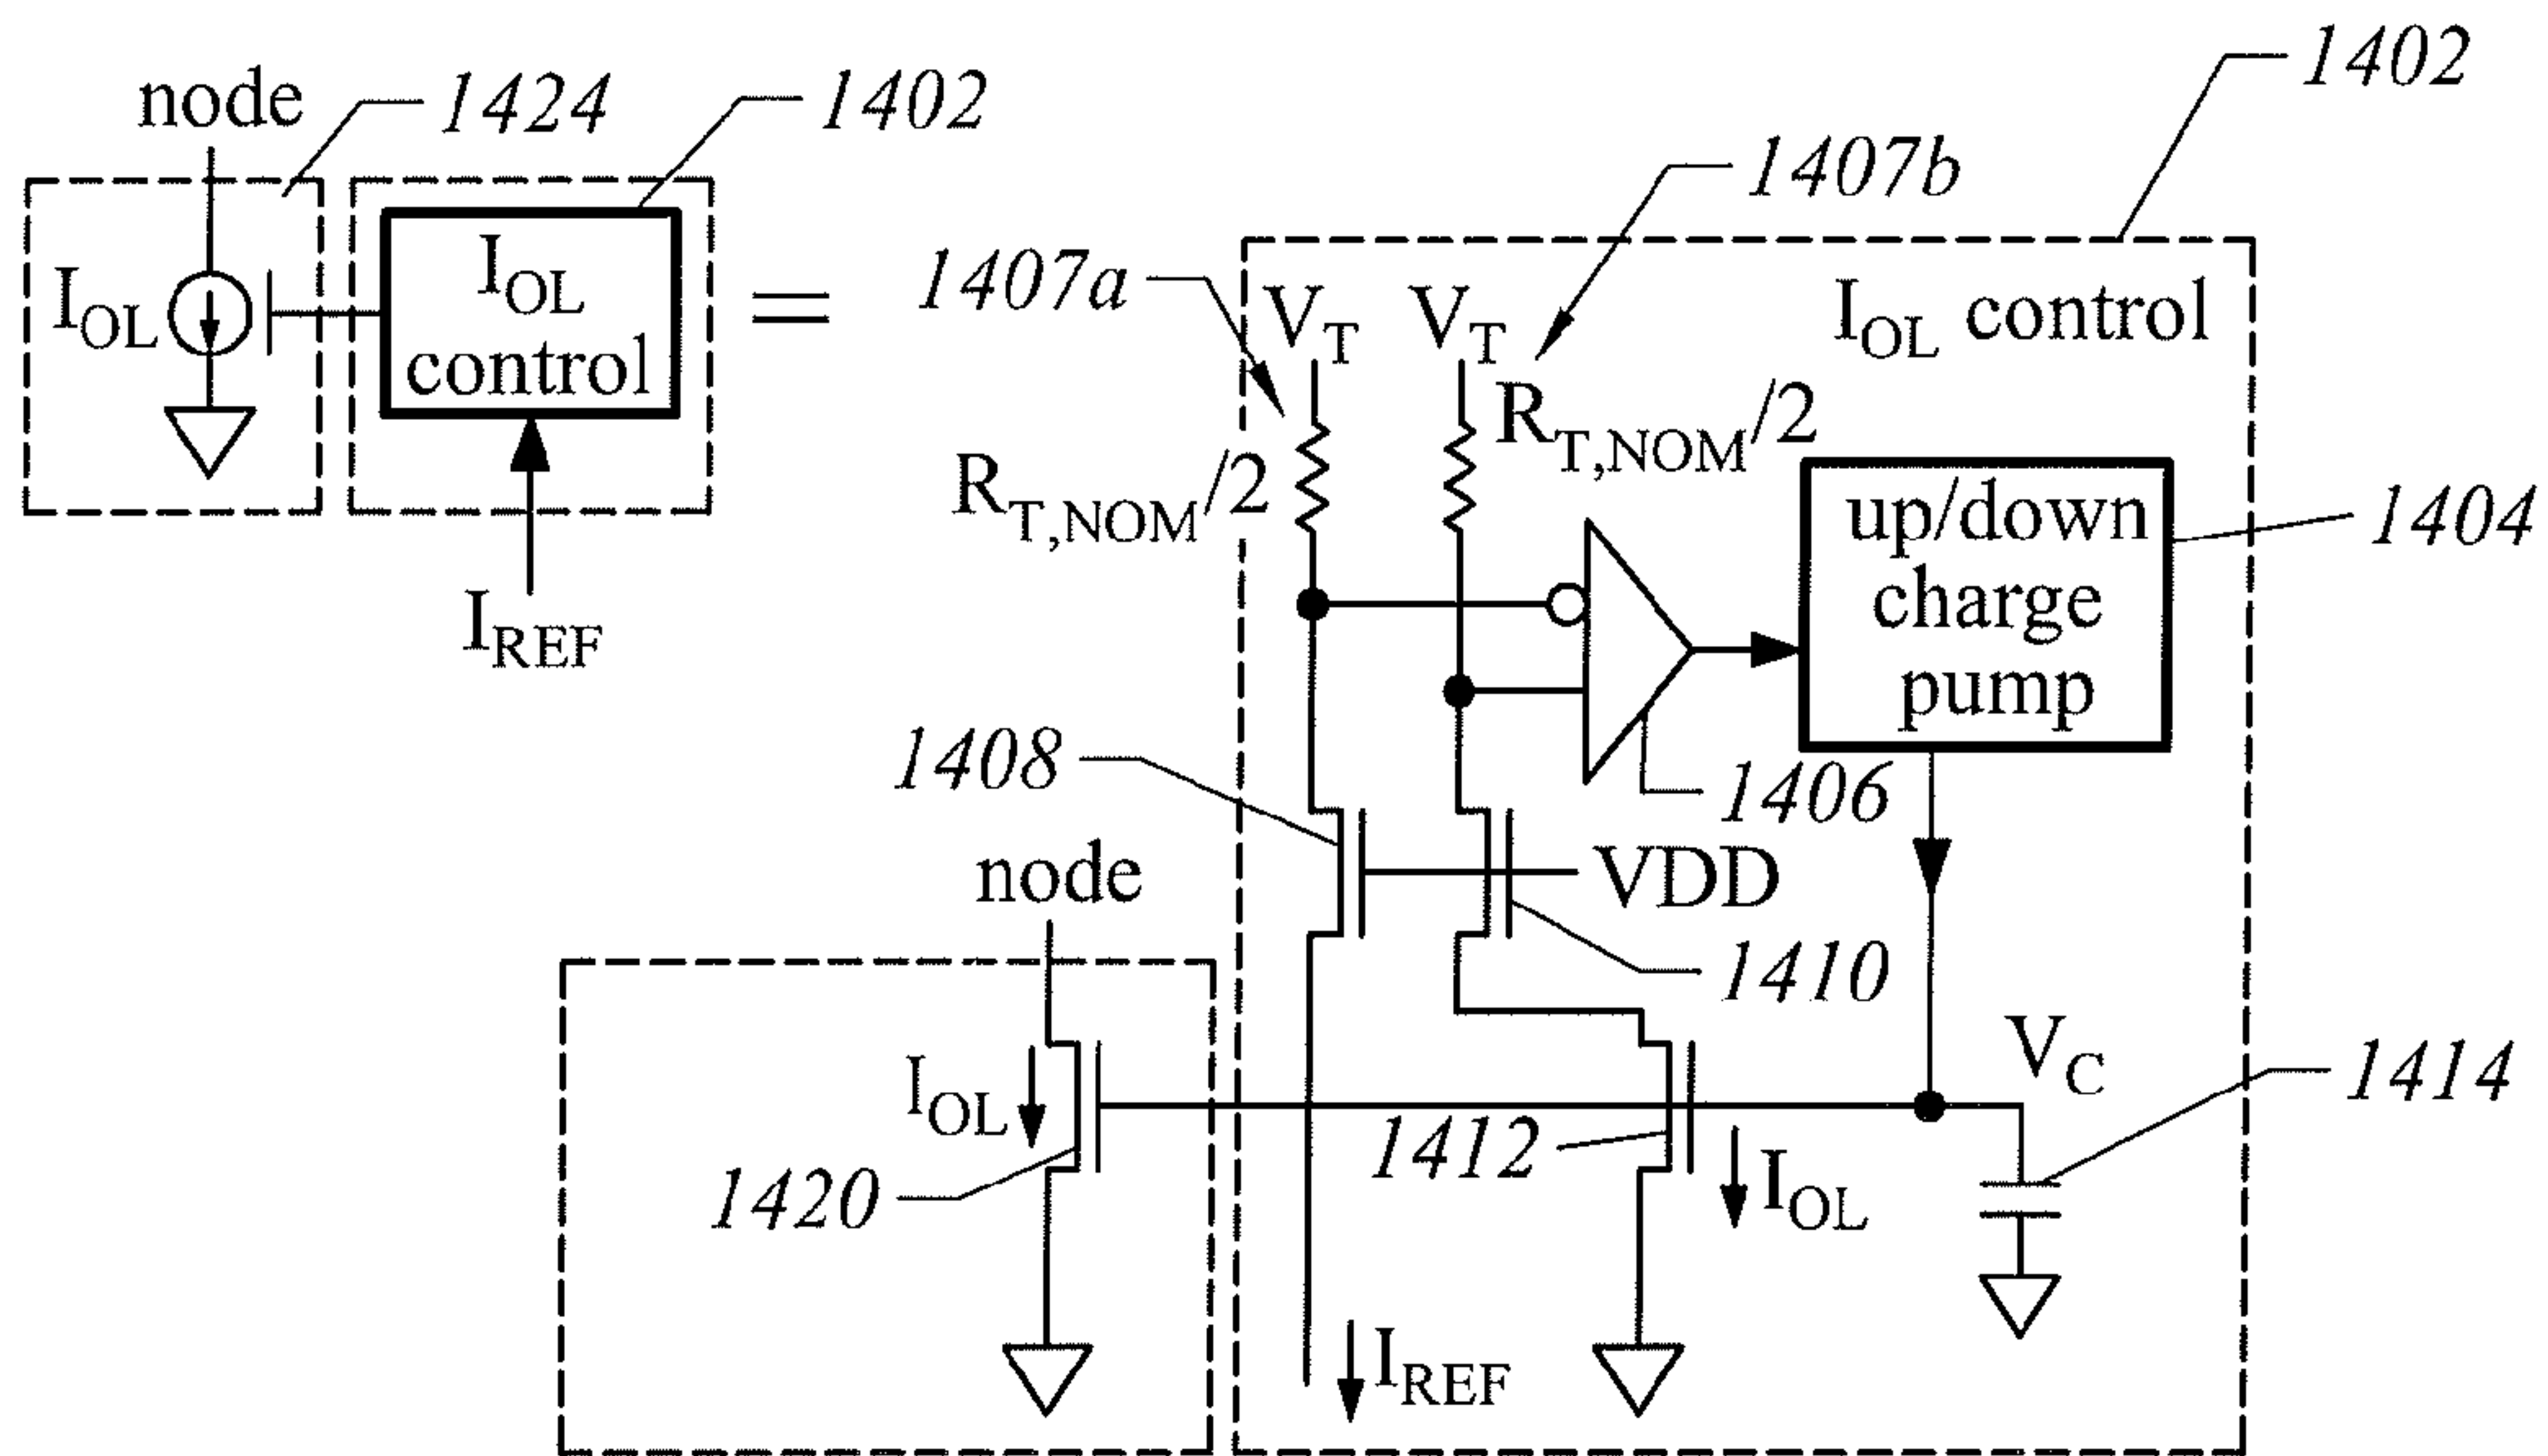 1402
node
1424
1402
1407b
I_OL
I_OL
control
=
1407a
V_T
V_T
I_OL control
R_T,NOM/2
R_T,NOM/2
up/down
charge
pump
1404
I_REF
1408
1406
node
VDD
1410
I_OL
V_C
1414
1412
1420
I_OL
I_REF